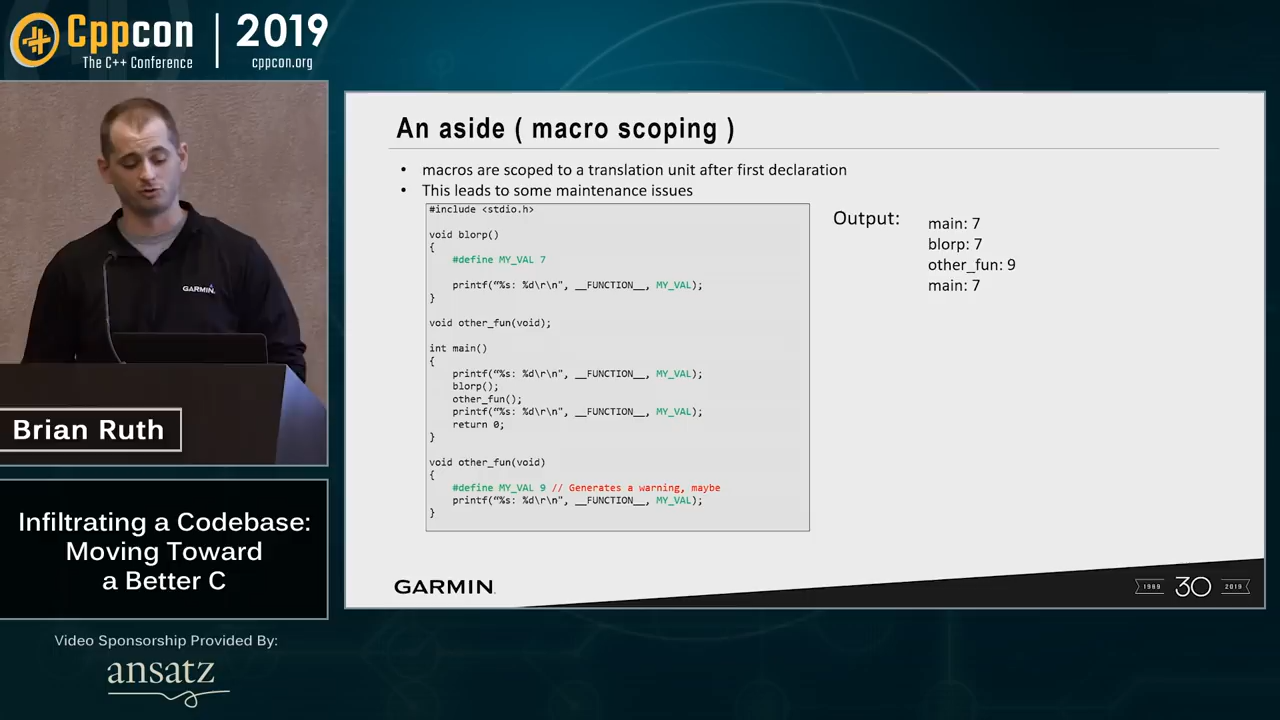 Cppcon | 2019
The C++ Conference
cppcon.org
GARMIN
Brian Ruth
Infiltrating a Codebase:
Moving Toward
a Better C
Video Sponsorship Provided By:
ansatz
An aside ( macro scoping )
• macros are scoped to a translation unit after first declaration
• This leads to some maintenance issues
#include <stdio.h>
void blorp()
{
#define MY_VAL 7
printf(“%s: %d\r\n", __FUNCTION__, MY_VAL);
}
void other_fun(void);
int main()
{
printf(“%s: %d\r\n", __FUNCTION__, MY_VAL);
blorp();
other_fun();
printf(“%s: %d\r\n", __FUNCTION__, MY_VAL);
return 0;
}
void other_fun(void)
{
#define MY_VAL 9 // Generates a warning, maybe
printf(“%s: %d\r\n", __FUNCTION__, MY_VAL);
}
Output:
main: 7
blorp: 7
other_fun: 9
main: 7
GARMIN
1989 30 2019